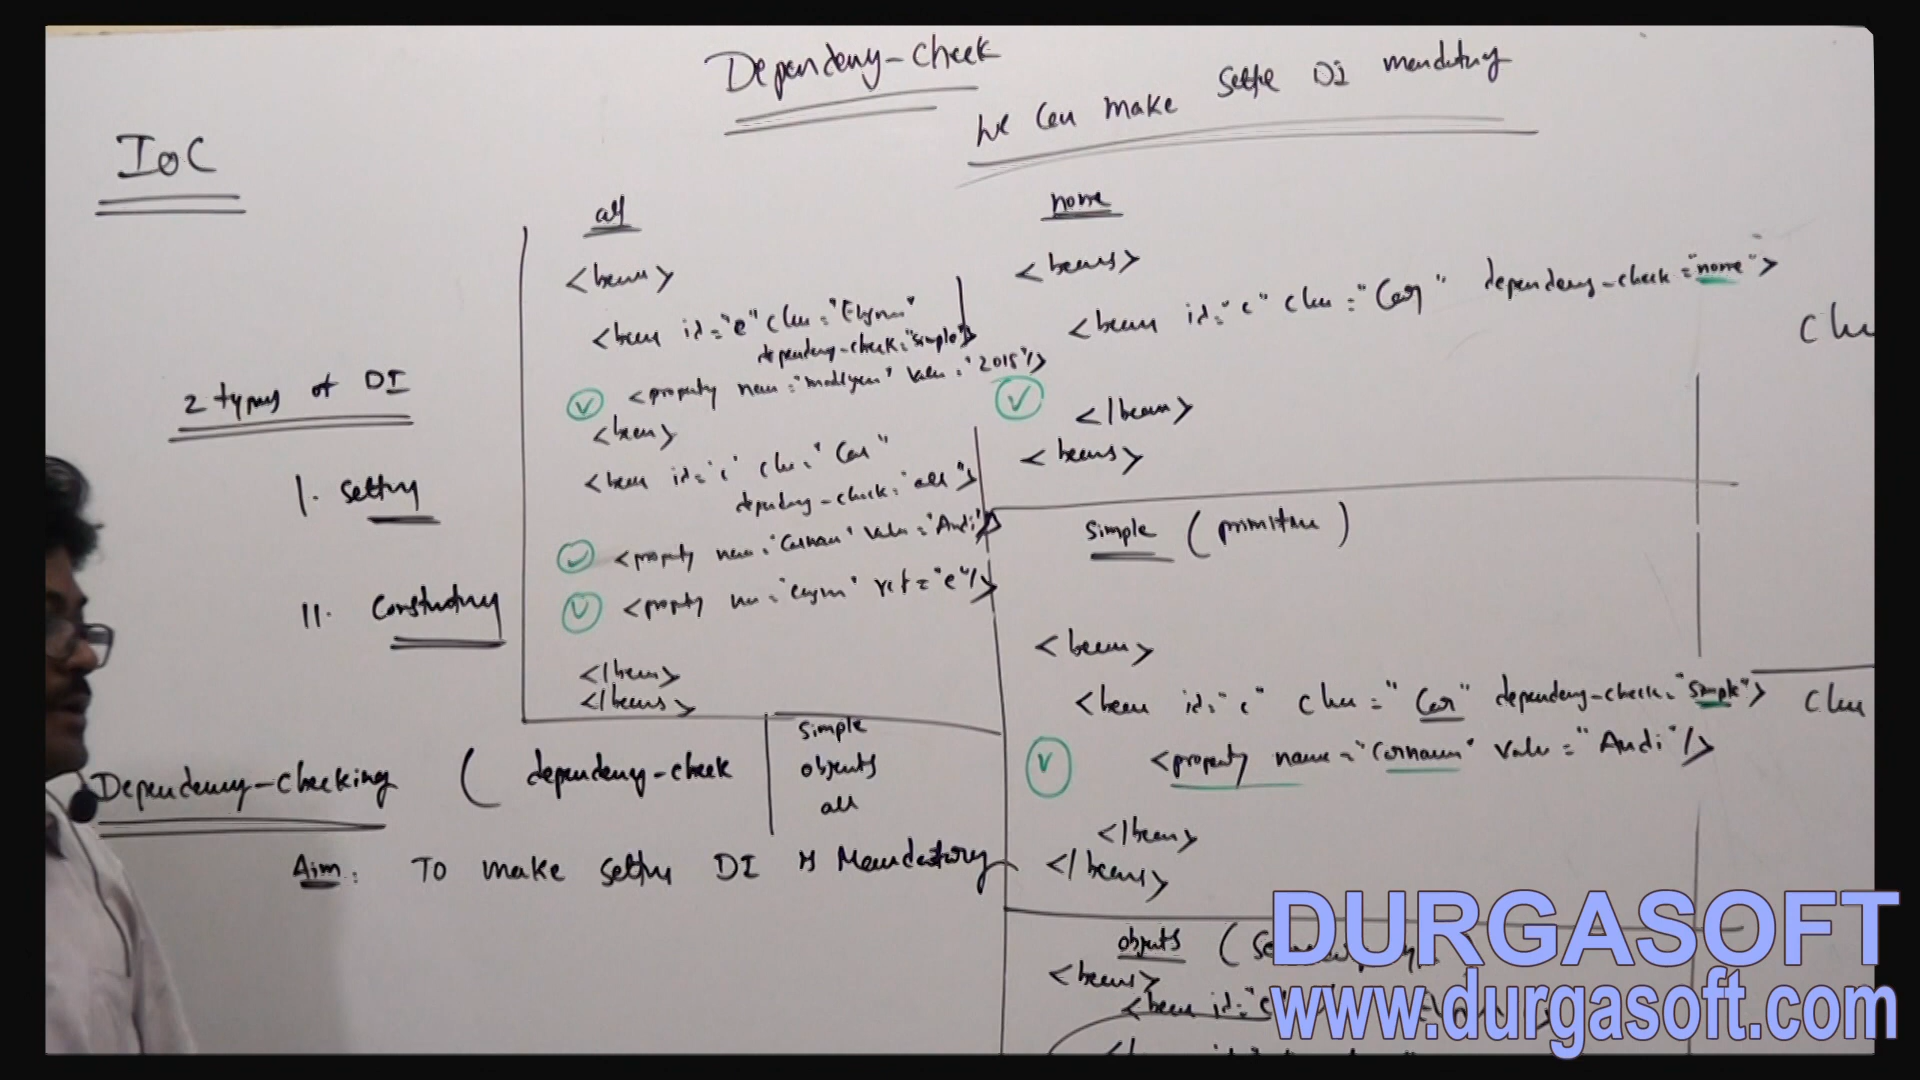 Dependency-check
We can make setter DI mandatory
IoC
2 types of DI
I. setter
II. Constructor
Dependency-checking ( dependency-check
simple
objects
all
Aim: To make setter DI is Mandatory
all
<beans>
<bean id="e" class="Engine"
dependency-check="simple">
<property name="modelyear" value="2015"/>
<bean>
<bean id="c" class="Car"
dependency-check="all">
<property name="Carname" value="Audi"/>
<property name="engine" ref="e"/>
</bean>
</beans>
none
<beans>
<bean id="c" class="Car" dependency-check="none">
</bean>
<beans>
simple (primitive)
<beans>
<bean id="c" class="Car" dependency-check="simple">
<property name="Carname" value="Audi"/>
</bean>
</beans>
objects (
<beans>
<bean id="e
DURGASOFT
www.durgasoft.com